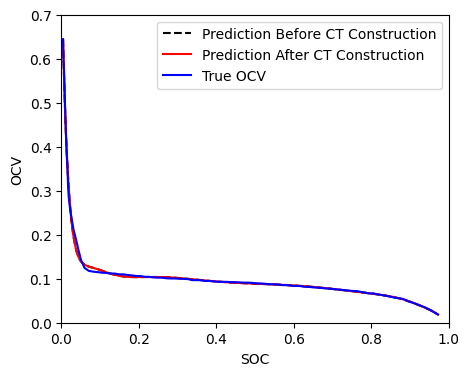 Prediction Before CT Construction
Prediction After CT Construction
True OCV
0.7
0.6
0.5
0.4
0.3
0.2
0.1
0.0
OCV
0.0 0.2 0.4 0.6 0.8 1.0
SOC